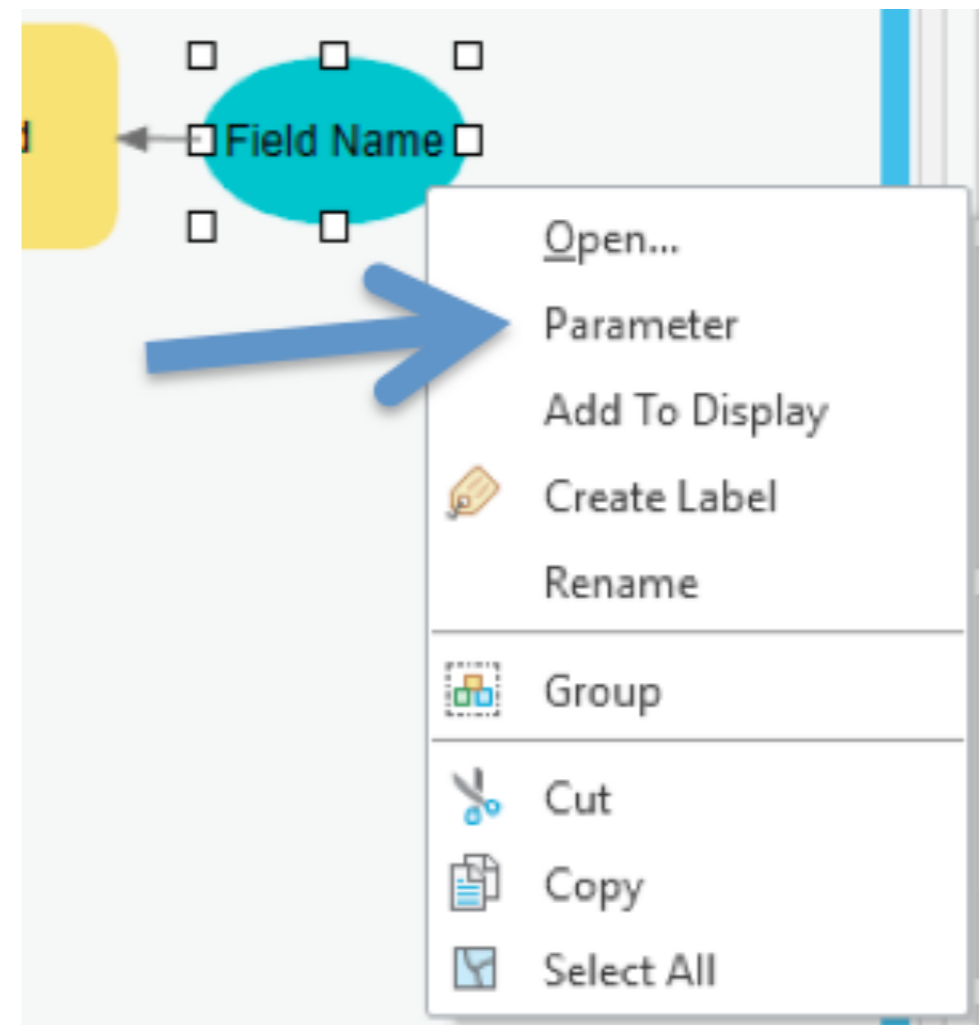 Field Name
Open...
Parameter
Add To Display
Create Label
Rename
Group
Cut
Copy
Select All